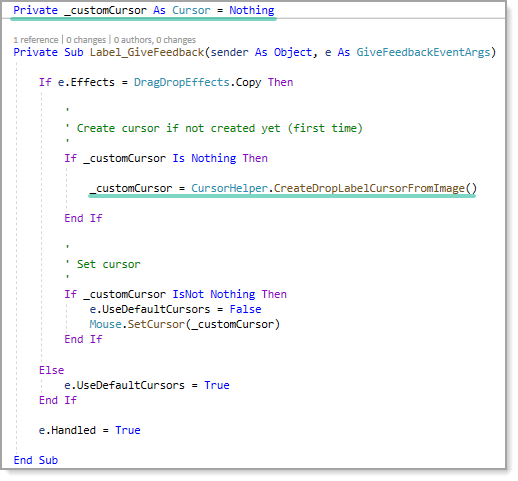 Private _customCursor As Cursor = Nothing
1 reference | 0 changes | 0 authors, 0 changes
Private Sub Label_GiveFeedback(sender As Object, e As GiveFeedbackEventArgs)
If e.Effects = DragDropEffects.Copy Then
'
' Create cursor if not created yet (first time)
'
If _customCursor Is Nothing Then
_customCursor = CursorHelper.CreateDropLabelCursorFromImage()
End If
'
' Set cursor
'
If _customCursor IsNot Nothing Then
e.UseDefaultCursors = False
Mouse.SetCursor(_customCursor)
End If
Else
e.UseDefaultCursors = True
End If
e.Handled = True
End Sub